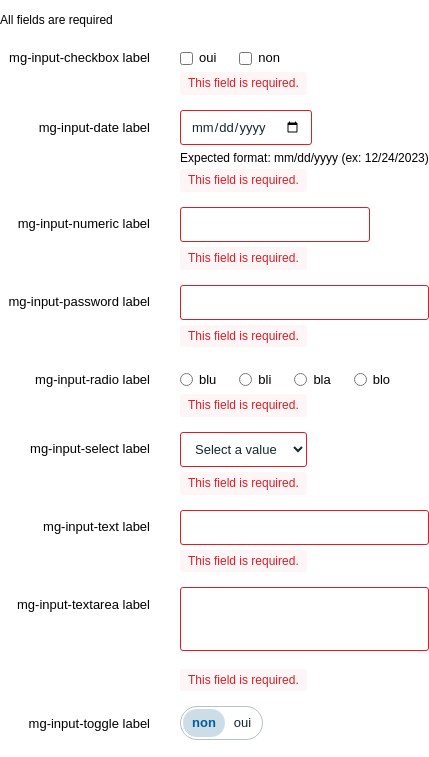 All fields are required
mg-input-checkbox label oui non
This field is required.
mg-input-date label mm/dd/yyyy
Expected format: mm/dd/yyyy (ex: 12/24/2023)
This field is required.
mg-input-numeric label
This field is required.
mg-input-password label
This field is required.
mg-input-radio label blu bli bla blo
This field is required.
mg-input-select label Select a value
This field is required.
mg-input-text label
This field is required.
mg-input-textarea label
This field is required.
mg-input-toggle label non oui